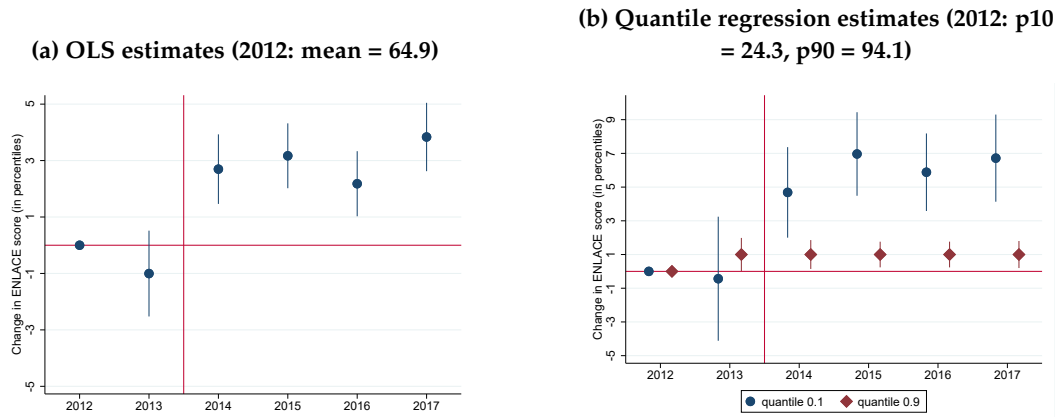 (a) OLS estimates (2012: mean = 64.9)
Change in ENLACE score (in percentiles)
5
3
1
-1
-3
-5
2012 2013 2014 2015 2016 2017
(b) Quantile regression estimates (2012: p10
= 24.3, p90 = 94.1)
Change in ENLACE score (in percentiles)
9
7
5
3
1
-1
-3
-5
2012 2013 2014 2015 2016 2017
quantile 0.1 quantile 0.9